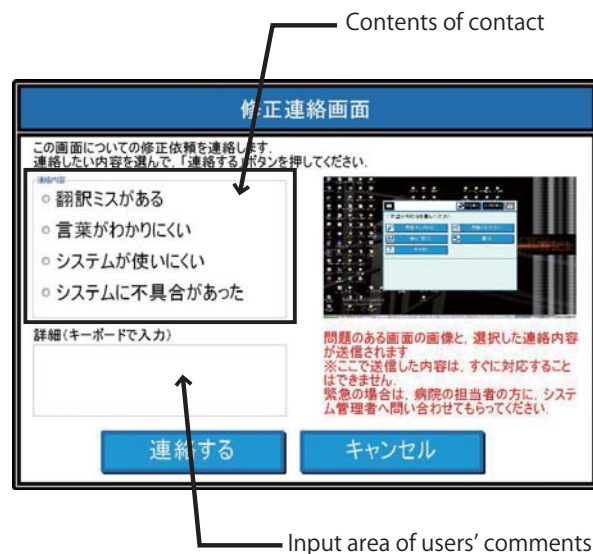 Contents of contact
修正連絡画面
この画面についての修正依頼を連絡します.
連絡したい内容を選んで,「連絡する」ボタンを押してください.
連絡内容
翻訳ミスがある
言葉がわかりにくい
システムが使いにくい
システムに不具合があった
詳細(キーボードで入力)
問題のある画面の画像と, 選択した連絡内容
が送信されます
※ここで送信した内容は, すぐに対応すること
はできません.
緊急の場合は, 病院の担当者の方に, システ
ム管理者へ問い合わせてもらってください.
連絡する
キャンセル
Input area of users' comments